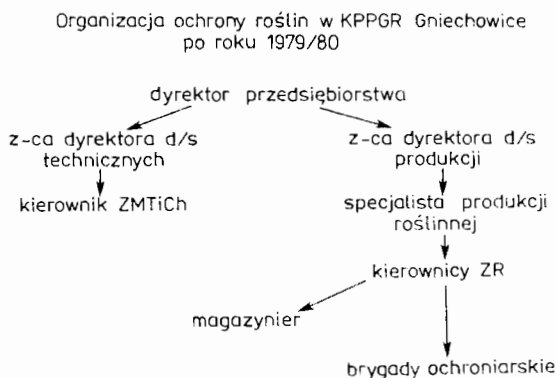 Organizacja ochrony roślin w KPPGR Gniechowice
po roku 1979/80
dyrektor przedsiębiorstwa
z-ca dyrektora d/s
technicznych
z-ca dyrektora d/s
produkcji
kierownik ZMTiCh
specjalista produkcji
roślinnej
kierownicy ZR
magazynier
brygady ochroniarskie